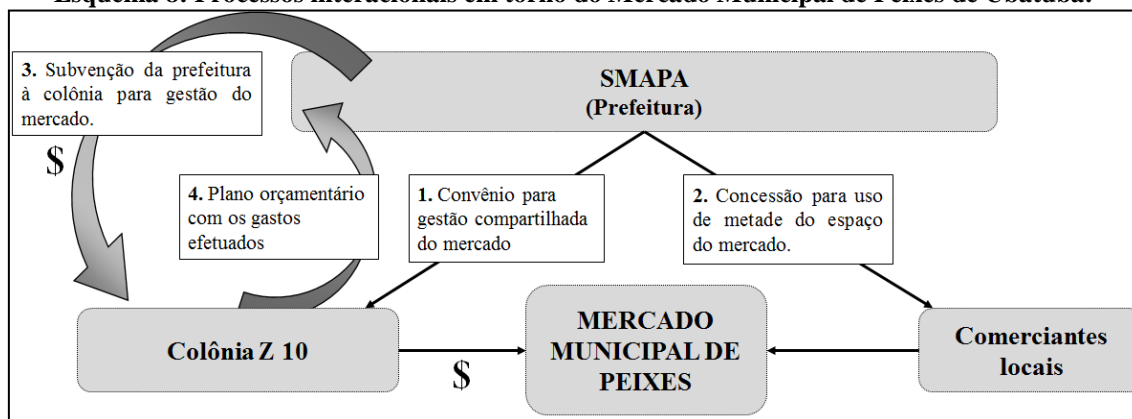 Esquema 8. Processos interacionais em torno do Mercado Municipal de Peixes de Ubatuba.
3. Subvenção da prefeitura
à colônia para gestão do
mercado.
$
SMAPA
(Prefeitura)
4. Plano orçamentário
com os gastos
efetuados
1. Convênio para
gestão compartilhada
do mercado
2. Concessão para uso
de metade do espaço
do mercado.
Colônia Z 10
$
MERCADO
MUNICIPAL DE
PEIXES
Comerciantes
locais